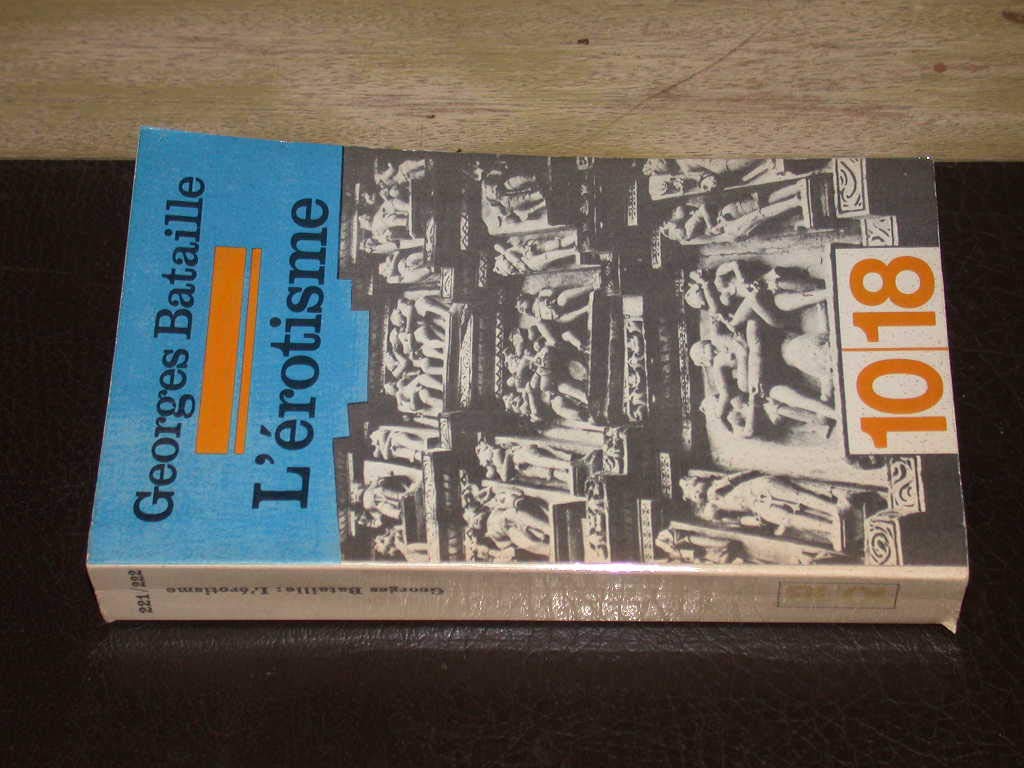 Georges Bataille
L'érotisme
10|18
221/222
Georges Bataille: L'érotisme